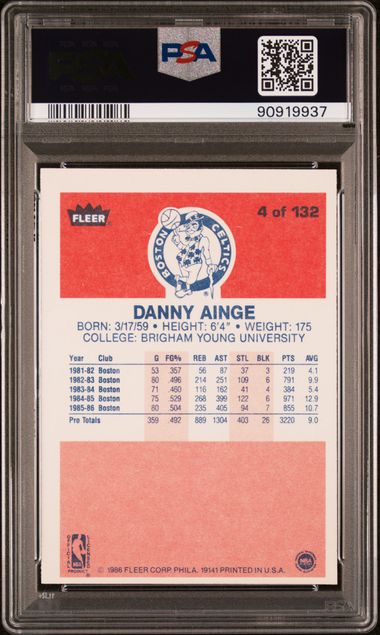 PSA
PSA
90919937
FLEER
4 of 132
BOSTON CELTICS
DANNY AINGE
BORN: 3/17/59 • HEIGHT: 6'4" • WEIGHT: 175
COLLEGE: BRIGHAM YOUNG UNIVERSITY
Year Club G FG% REB AST STL BLK PTS AVG
1981-82 Boston 53 .357 56 87 37 3 219 4.1
1982-83 Boston 80 .496 214 251 109 6 791 9.9
1983-84 Boston 71 .460 116 162 41 4 384 5.4
1984-85 Boston 75 .529 268 399 122 6 971 12.9
1985-86 Boston 80 .504 235 405 94 7 855 10.7
Pro Totals 359 .492 889 1304 403 26 3220 9.0
OFFICIAL NBA LICENSED PRODUCT
© 1986 FLEER CORP. PHILA. 19141 PRINTED IN U.S.A.